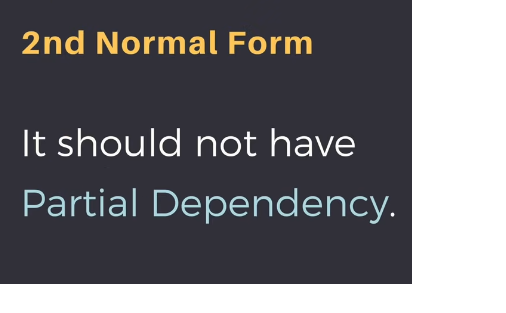 2nd Normal Form
It should not have
Partial Dependency.